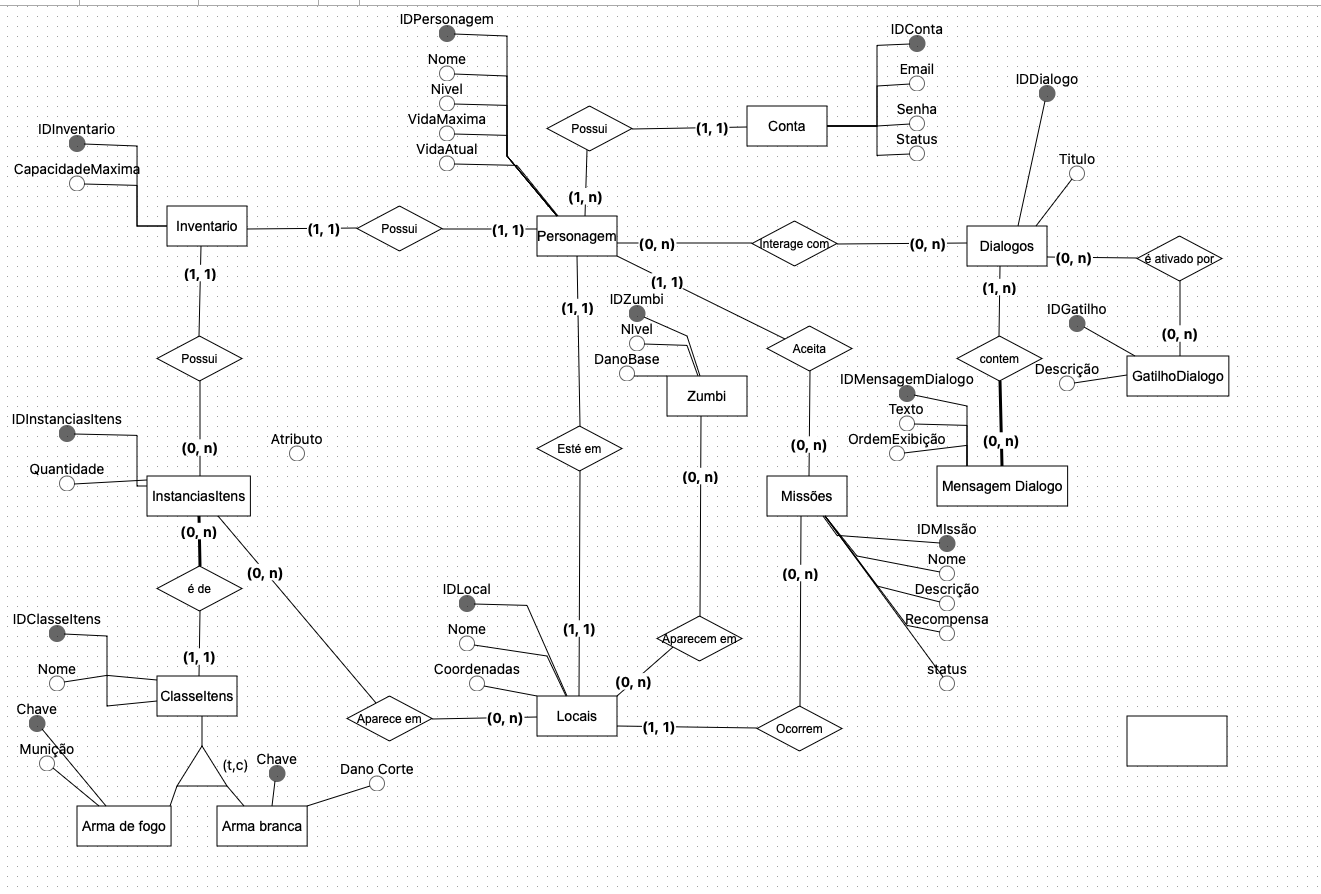 IDPersonagem
Nome
Nivel
VidaMaxima
VidaAtual
IDConta
Email
Senha
Status
Possui
(1, 1)
Conta
(1, n)
IDDialogo
Titulo
IDInventario
CapacidadeMaxima
Inventario
(1, 1)
Possui
(1, 1)
Personagem
(0, n)
Interage com
(0, n)
Dialogos
(0, n)
é ativado por
(0, n)
(1, 1)
(1, 1)
(1, 1)
(1, n)
IDZumbi
NIvel
DanoBase
Zumbi
Aceita
IDGatilho
Descrição
GatilhoDialogo
contem
Possui
IDMensagemDialogo
Texto
OrdemExibição
(0, n)
Mensagem Dialogo
IDInstanciasItens
Quantidade
Atributo
(0, n)
InstanciasItens
Esté em
(0, n)
(0, n)
Missões
IDMIssão
Nome
Descrição
Recompensa
status
(0, n)
(0, n)
(0, n)
é de
IDClasseItens
Nome
(1, 1)
ClasseItens
IDLocal
Nome
Coordenadas
(1, 1)
Aparecem em
(0, n)
Aparece em
(0, n)
Locais
(1, 1)
Ocorrem
Chave
Munição
(t,c)
Chave
Dano Corte
Arma de fogo
Arma branca